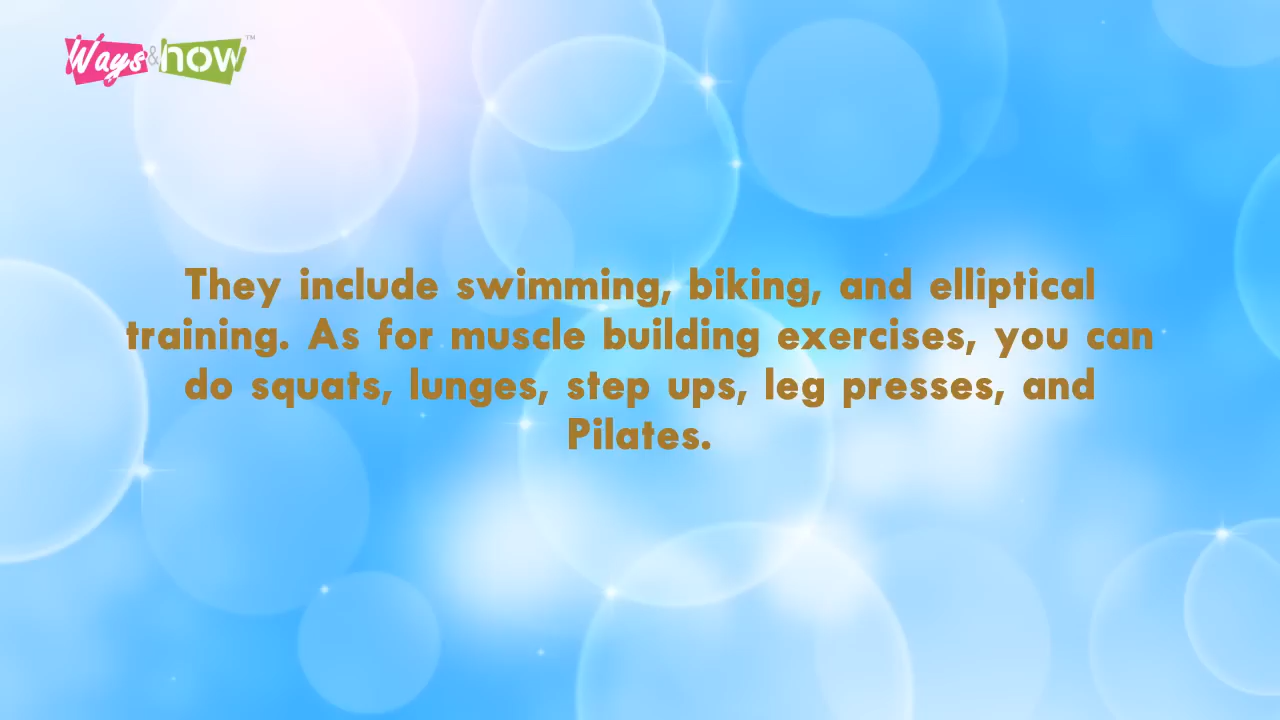 Ways&how™
They include swimming, biking, and elliptical
training. As for muscle building exercises, you can
do squats, lunges, step ups, leg presses, and
Pilates.